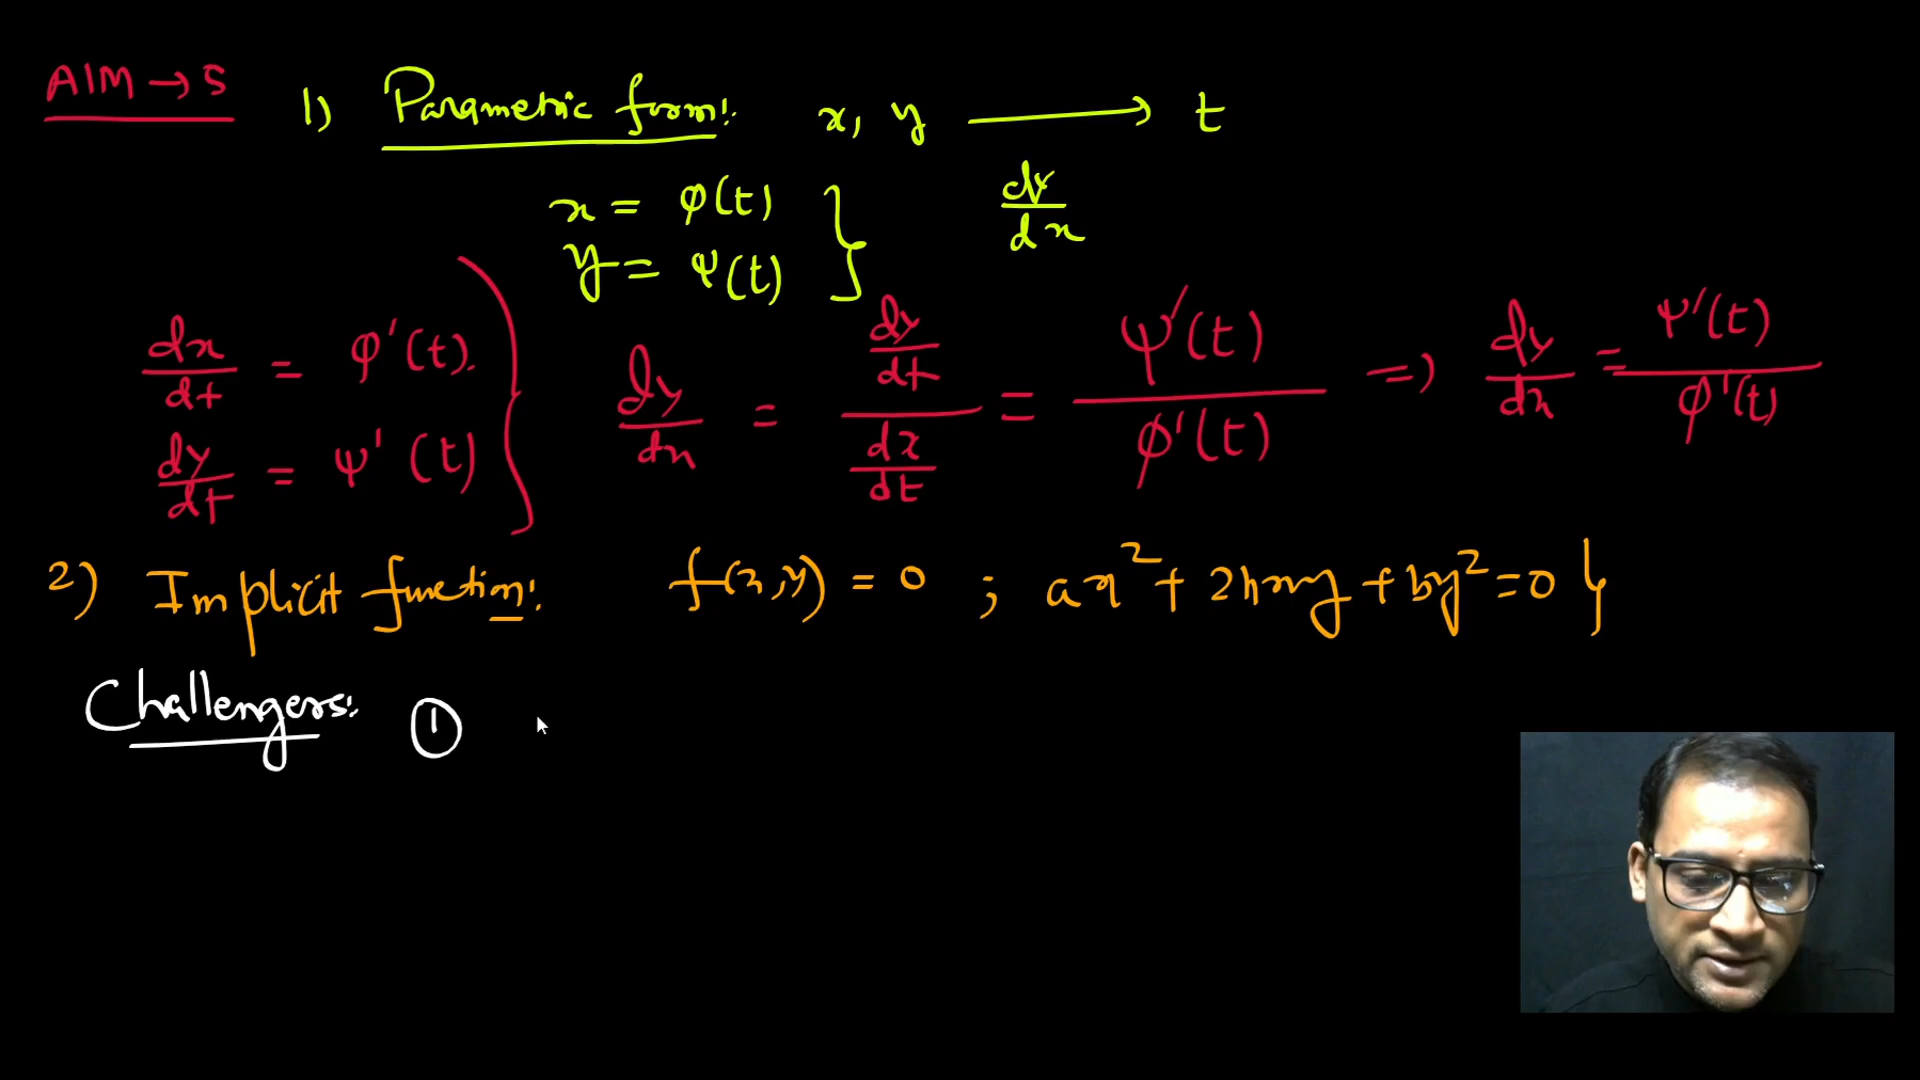 AIM → 5
1) Parametric form: x, y ⟶ t
x = φ(t)
y = ψ(t) }
dy/dx
dx/dt = φ'(t).
dy/dt = ψ'(t) }
dy/dx = (dy/dt)/(dx/dt) = ψ'(t)/φ'(t) ⇒ dy/dx = ψ'(t)/φ'(t)
2) Implicit function: f(x,y) = 0 ; ax² + 2hxy + by² = 0 }
Challengers: ①